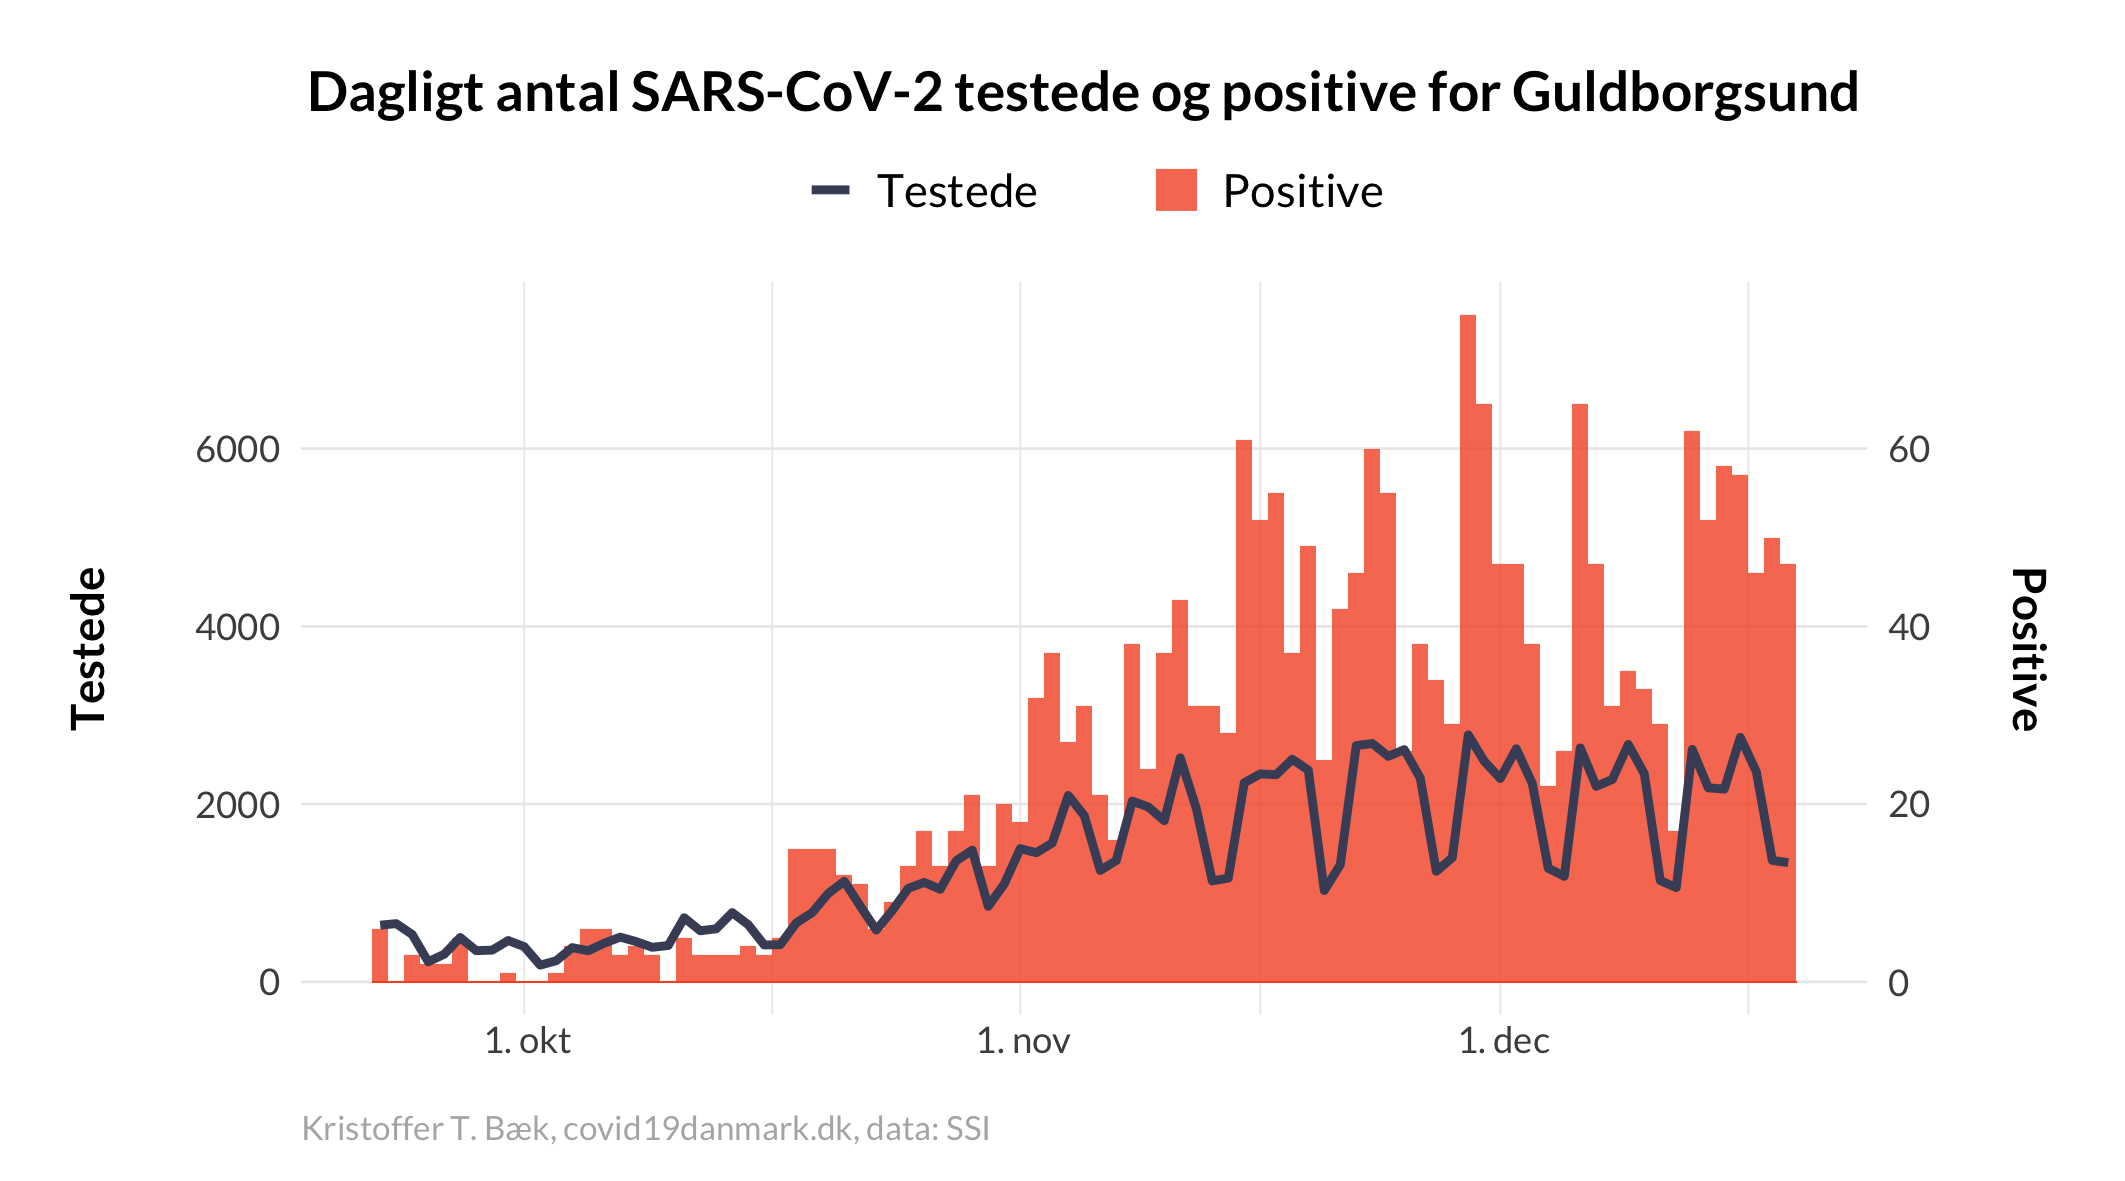 Dagligt antal SARS-CoV-2 testede og positive for Guldborgsund
Testede
Positive
6000
60
4000
40
2000
20
0
0
Testede
Positive
1. okt
1. nov
1. dec
Kristoffer T. Bæk, covid19danmark.dk, data: SSI